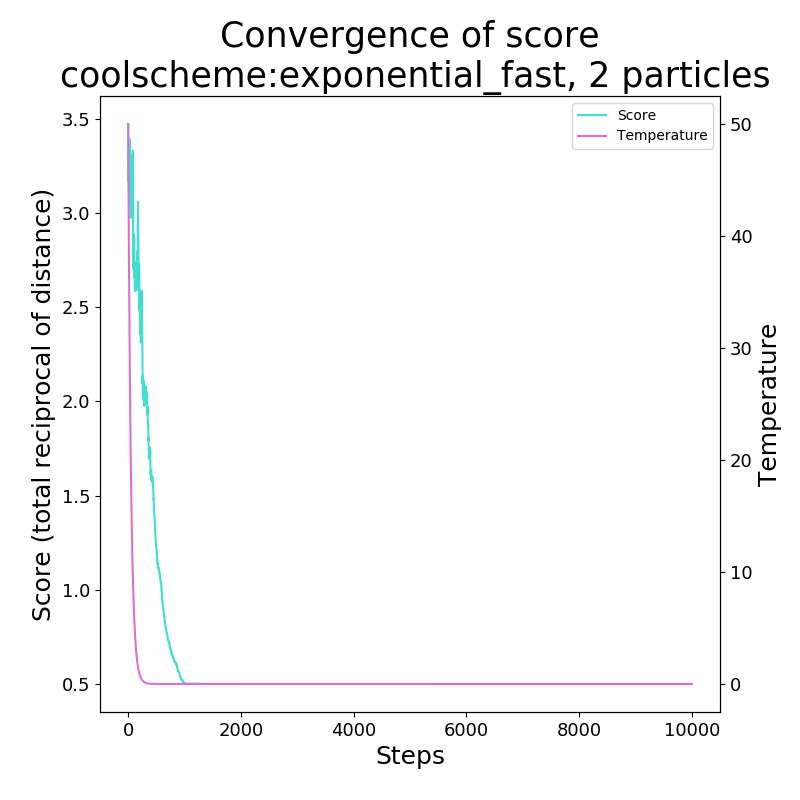 Convergence of score
coolscheme:exponential_fast, 2 particles
Score
Temperature
3.5
3.0
2.5
2.0
1.5
1.0
0.5
Score (total reciprocal of distance)
50
40
30
20
10
0
Temperature
0
2000
4000
6000
8000
10000
Steps